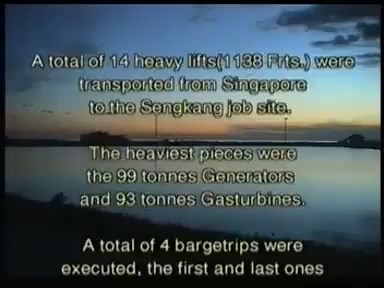 A total of 14 heavy lifts(1138 Frts.) were
transported from Singapore
to the Sengkang job site.
The heaviest pieces were
the 99 tonnes Generators
and 93 tonnes Gasturbines.
A total of 4 bargetrips were
executed, the first and last ones